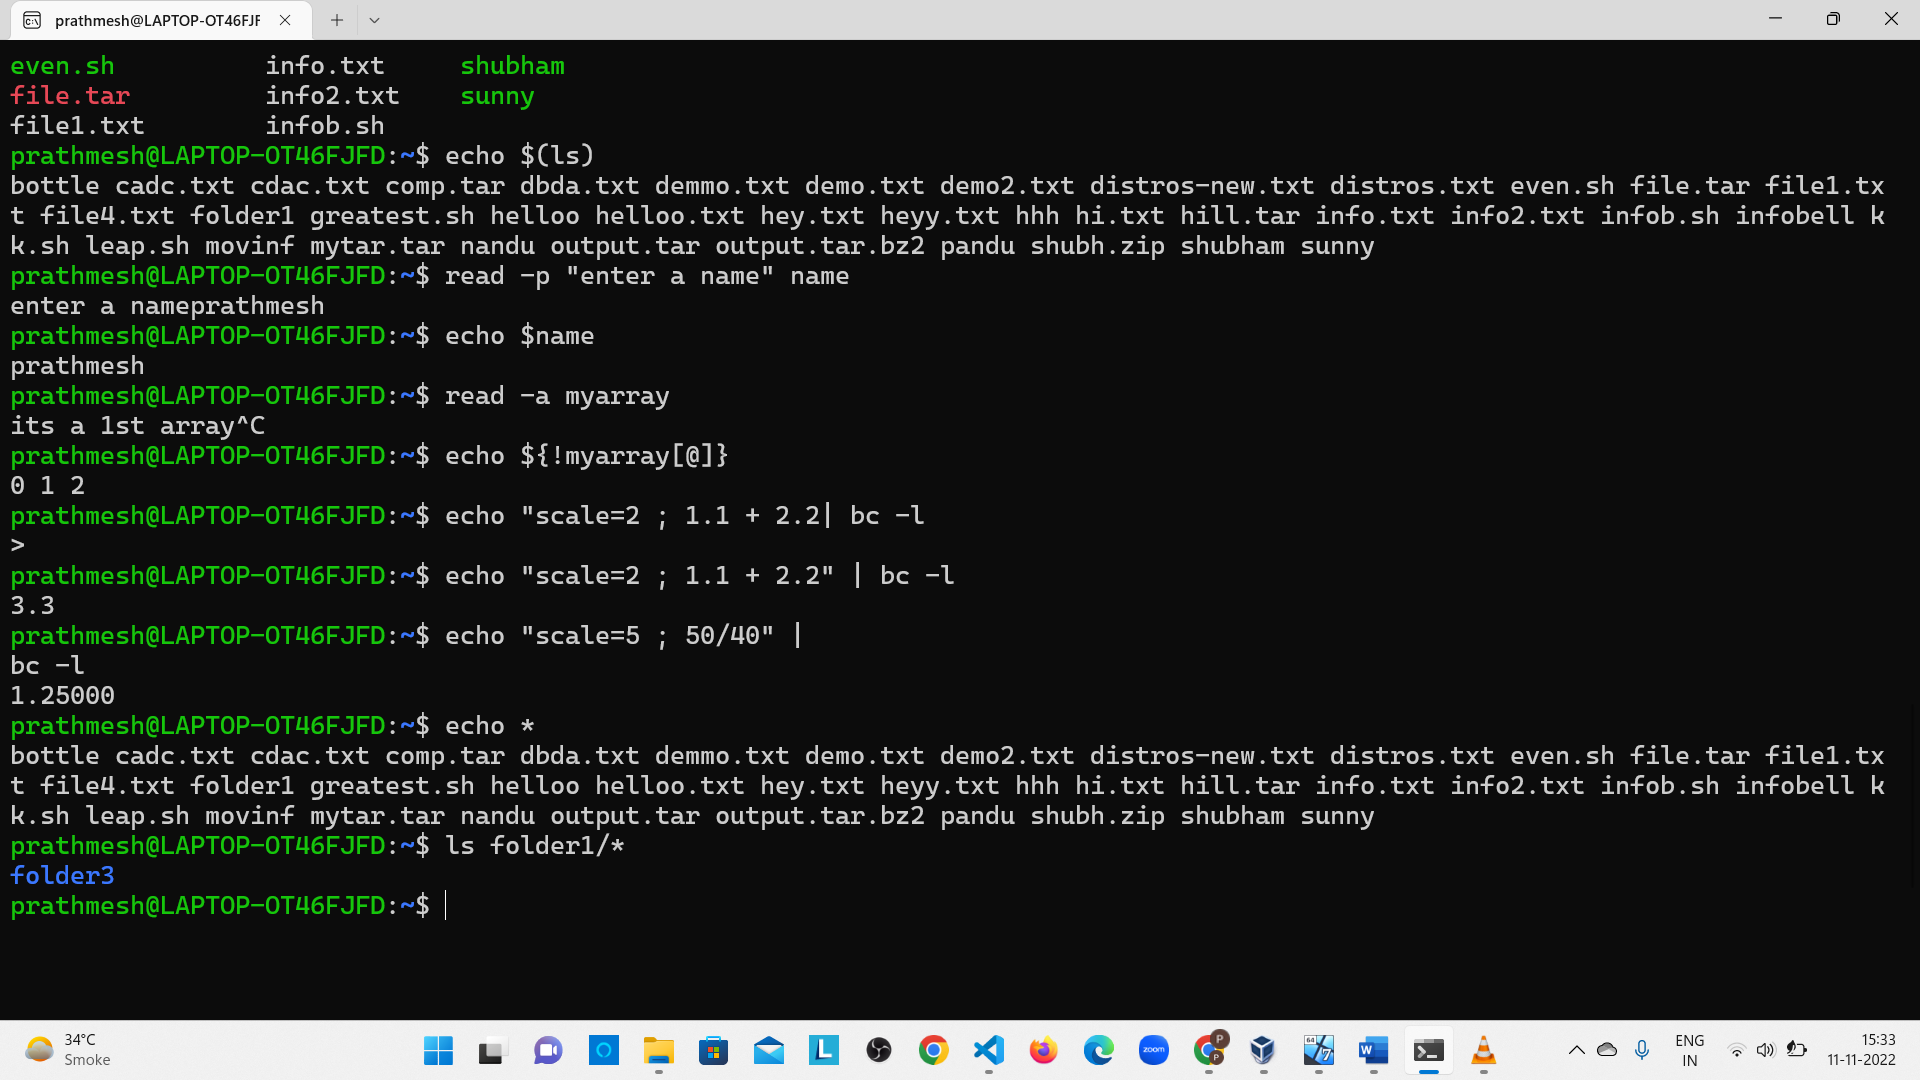 prathmesh@LAPTOP-OT46FJF
even.sh info.txt shubham
file.tar info2.txt sunny
file1.txt infob.sh
prathmesh@LAPTOP-OT46FJFD:~$ echo $(ls)
bottle cadc.txt cdac.txt comp.tar dbda.txt demmo.txt demo.txt demo2.txt distros-new.txt distros.txt even.sh file.tar file1.tx
t file4.txt folder1 greatest.sh helloo helloo.txt hey.txt heyy.txt hhh hi.txt hill.tar info.txt info2.txt infob.sh infobell k
k.sh leap.sh movinf mytar.tar nandu output.tar output.tar.bz2 pandu shubh.zip shubham sunny
prathmesh@LAPTOP-OT46FJFD:~$ read -p "enter a name" name
enter a nameprathmesh
prathmesh@LAPTOP-OT46FJFD:~$ echo $name
prathmesh
prathmesh@LAPTOP-OT46FJFD:~$ read -a myarray
its a 1st array^C
prathmesh@LAPTOP-OT46FJFD:~$ echo ${!myarray[@]}
0 1 2
prathmesh@LAPTOP-OT46FJFD:~$ echo "scale=2 ; 1.1 + 2.2| bc -l
>
prathmesh@LAPTOP-OT46FJFD:~$ echo "scale=2 ; 1.1 + 2.2" | bc -l
3.3
prathmesh@LAPTOP-OT46FJFD:~$ echo "scale=5 ; 50/40" |
bc -l
1.25000
prathmesh@LAPTOP-OT46FJFD:~$ echo *
bottle cadc.txt cdac.txt comp.tar dbda.txt demmo.txt demo.txt demo2.txt distros-new.txt distros.txt even.sh file.tar file1.tx
t file4.txt folder1 greatest.sh helloo helloo.txt hey.txt heyy.txt hhh hi.txt hill.tar info.txt info2.txt infob.sh infobell k
k.sh leap.sh movinf mytar.tar nandu output.tar output.tar.bz2 pandu shubh.zip shubham sunny
prathmesh@LAPTOP-OT46FJFD:~$ ls folder1/*
folder3
prathmesh@LAPTOP-OT46FJFD:~$
34°C
Smoke
L
zoom
P
P
64
7
W
ENG
IN
15:33
11-11-2022